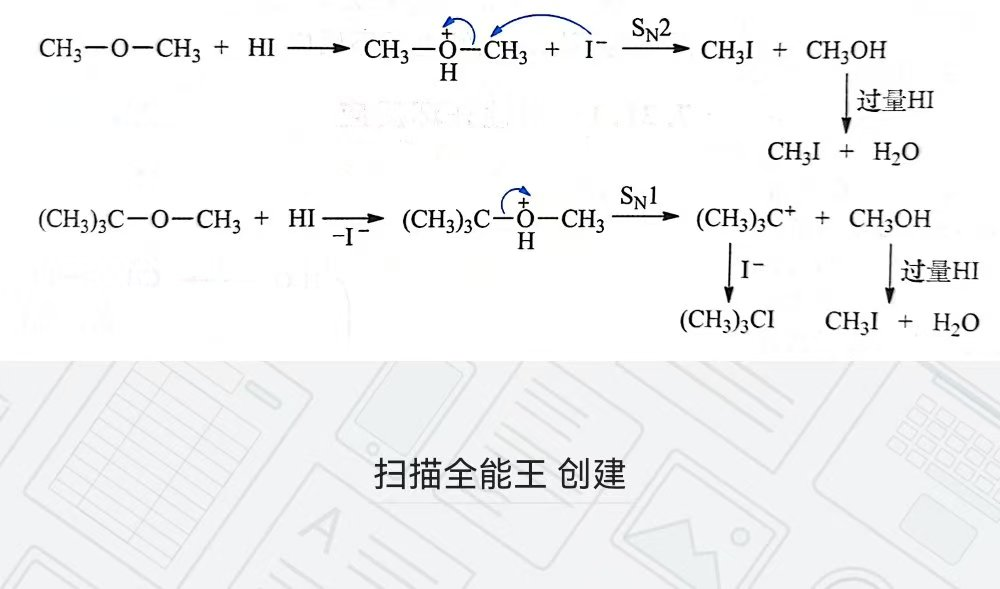 CH₃—O—CH₃ + HI ⟶ CH₃—O⁺H—CH₃ + I⁻ ⟶ CH₃I + CH₃OH
S_N2
过量HI
CH₃I + H₂O
(CH₃)₃C—O—CH₃ + HI ⟶ (CH₃)₃C—O⁺H—CH₃ ⟶ (CH₃)₃C⁺ + CH₃OH
−I⁻
S_N1
I⁻ 过量HI
(CH₃)₃CI CH₃I + H₂O
扫描全能王 创建